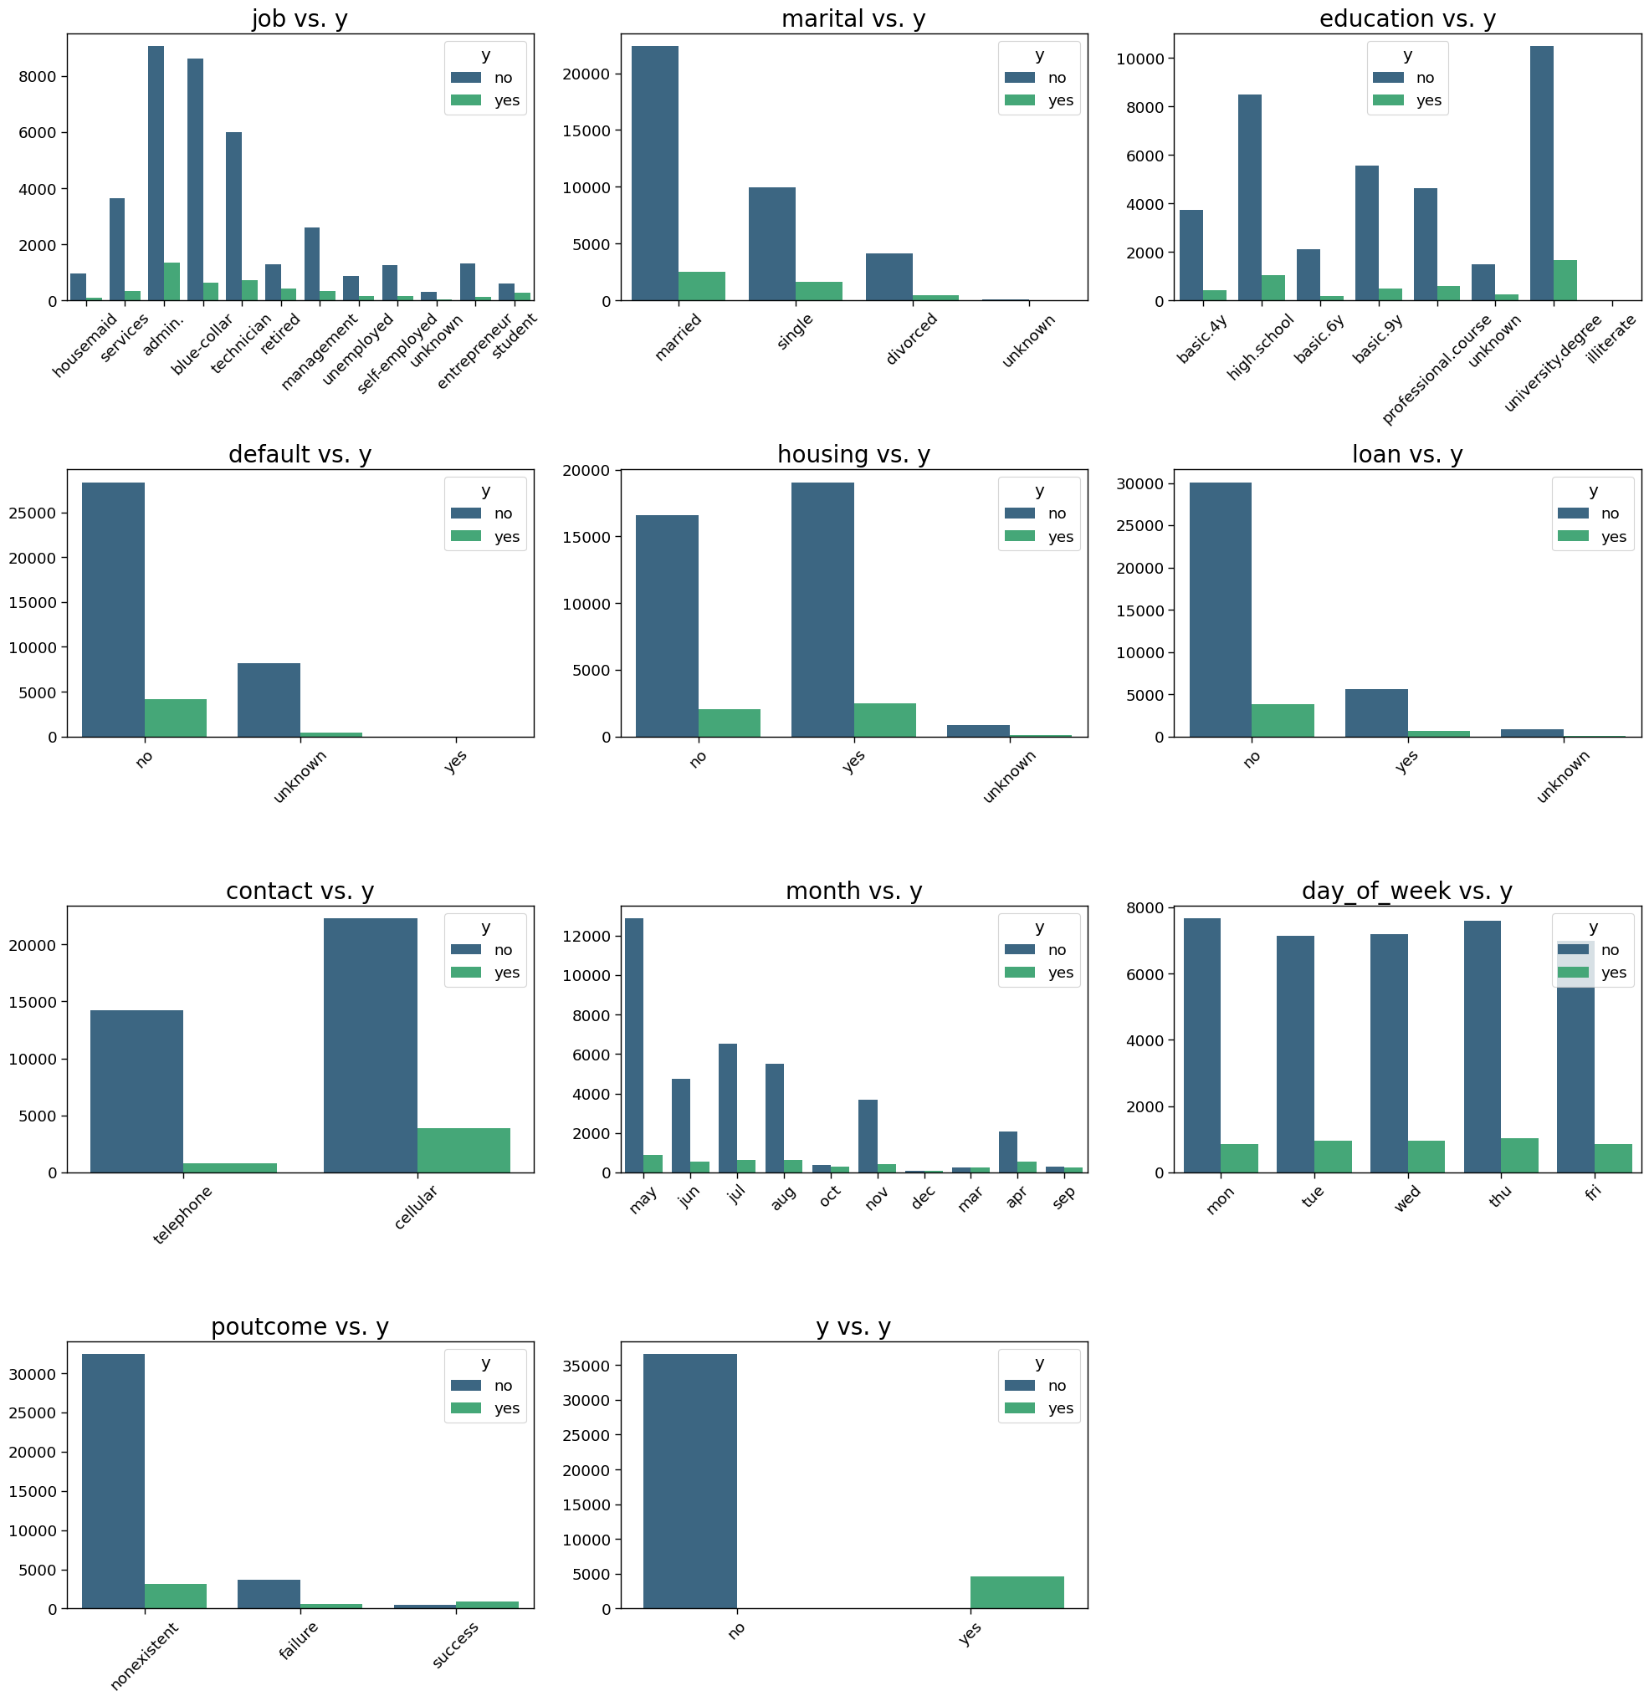 job vs. y
8000
6000
4000
2000
0
y
no
yes
housemaid
services
admin.
blue-collar
technician
retired
management
unemployed
self-employed
unknown
entrepreneur
student
marital vs. y
20000
15000
10000
5000
0
y
no
yes
married
single
divorced
unknown
education vs. y
10000
8000
6000
4000
2000
0
y
no
yes
basic.4y
high.school
basic.6y
basic.9y
professional.course
unknown
university.degree
illiterate
default vs. y
25000
20000
15000
10000
5000
0
y
no
yes
no
unknown
yes
housing vs. y
20000
15000
10000
5000
0
y
no
yes
no
yes
unknown
loan vs. y
30000
25000
20000
15000
10000
5000
0
y
no
yes
no
yes
unknown
contact vs. y
20000
15000
10000
5000
0
y
no
yes
telephone
cellular
month vs. y
12000
10000
8000
6000
4000
2000
0
y
no
yes
may
jun
jul
aug
oct
nov
dec
mar
apr
sep
day_of_week vs. y
8000
6000
4000
2000
0
y
no
yes
mon
tue
wed
thu
fri
poutcome vs. y
30000
25000
20000
15000
10000
5000
0
y
no
yes
nonexistent
failure
success
y vs. y
35000
30000
25000
20000
15000
10000
5000
0
y
no
yes
no
yes